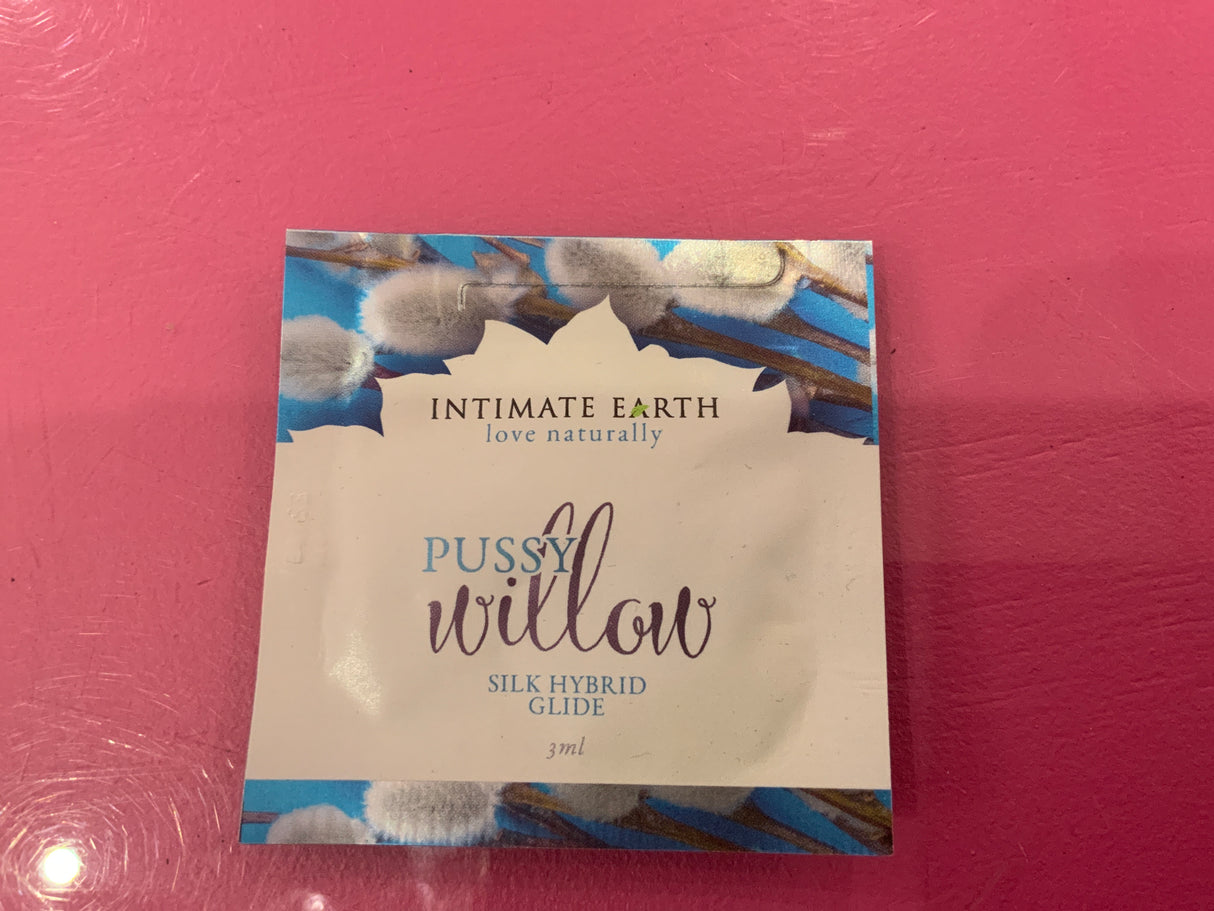 INTIMATE EARTH
love naturally
PUSSY
willow
SILK HYBRID
GLIDE
3ml